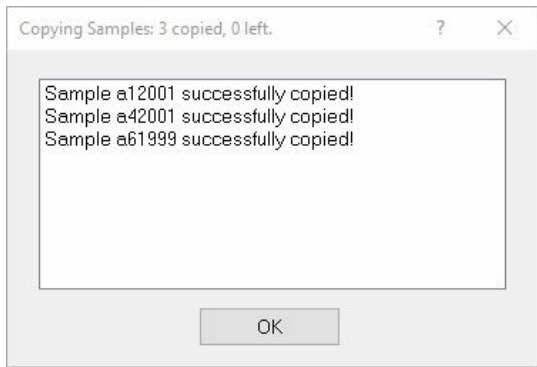 Copying Samples: 3 copied, 0 left.
?
Sample a12001 successfully copied!
Sample a42001 successfully copied!
Sample a61999 successfully copied!
OK